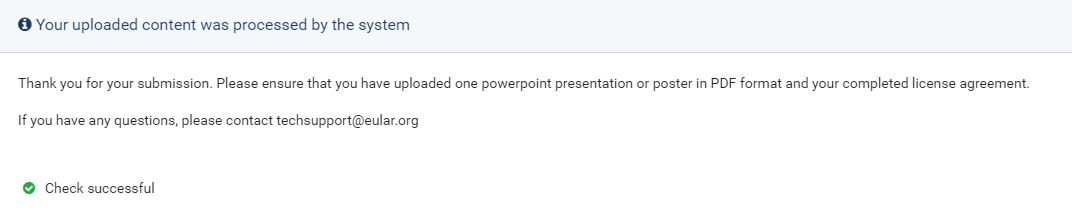 Your uploaded content was processed by the system
Thank you for your submission. Please ensure that you have uploaded one powerpoint presentation or poster in PDF format and your completed license agreement.
If you have any questions, please contact techsupport@eular.org
Check successful